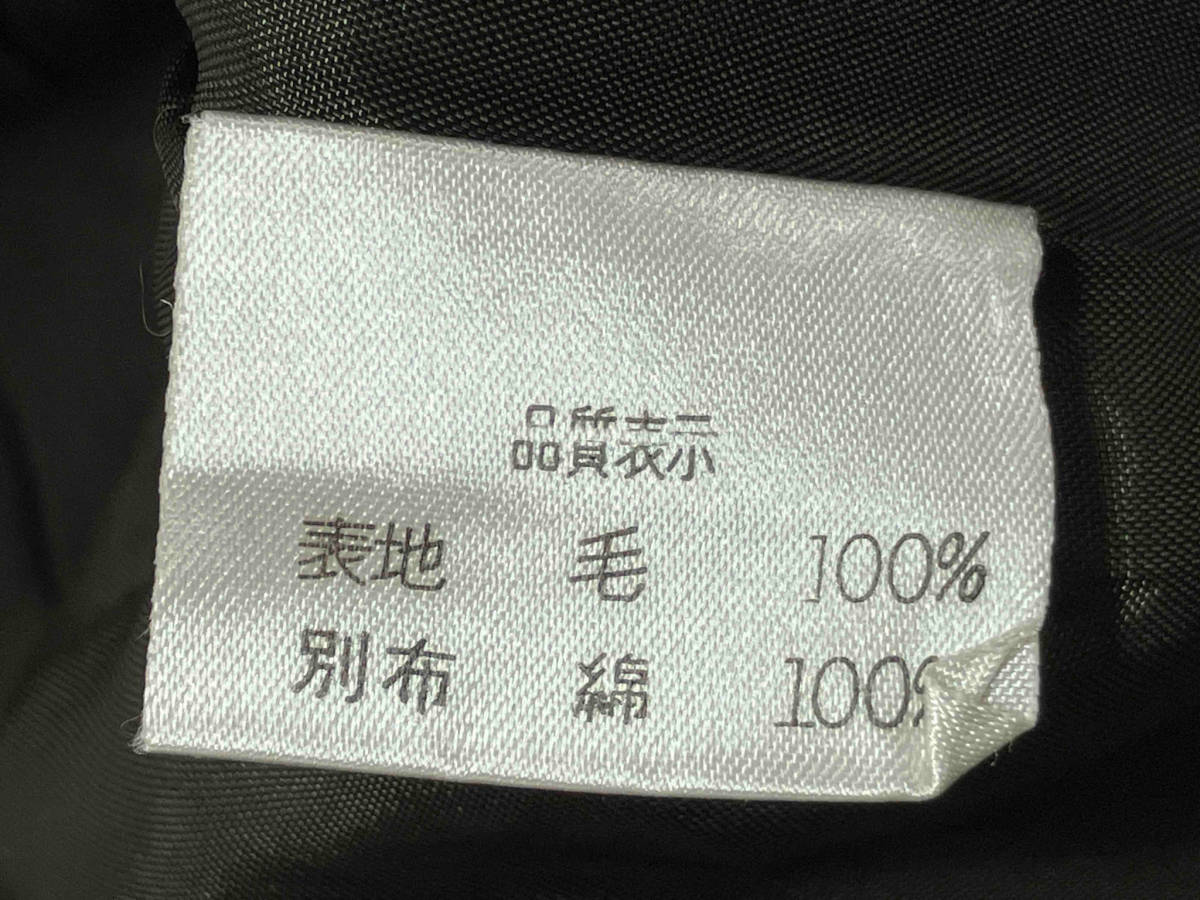 品質表示
表地 毛 100%
別布 綿 100%